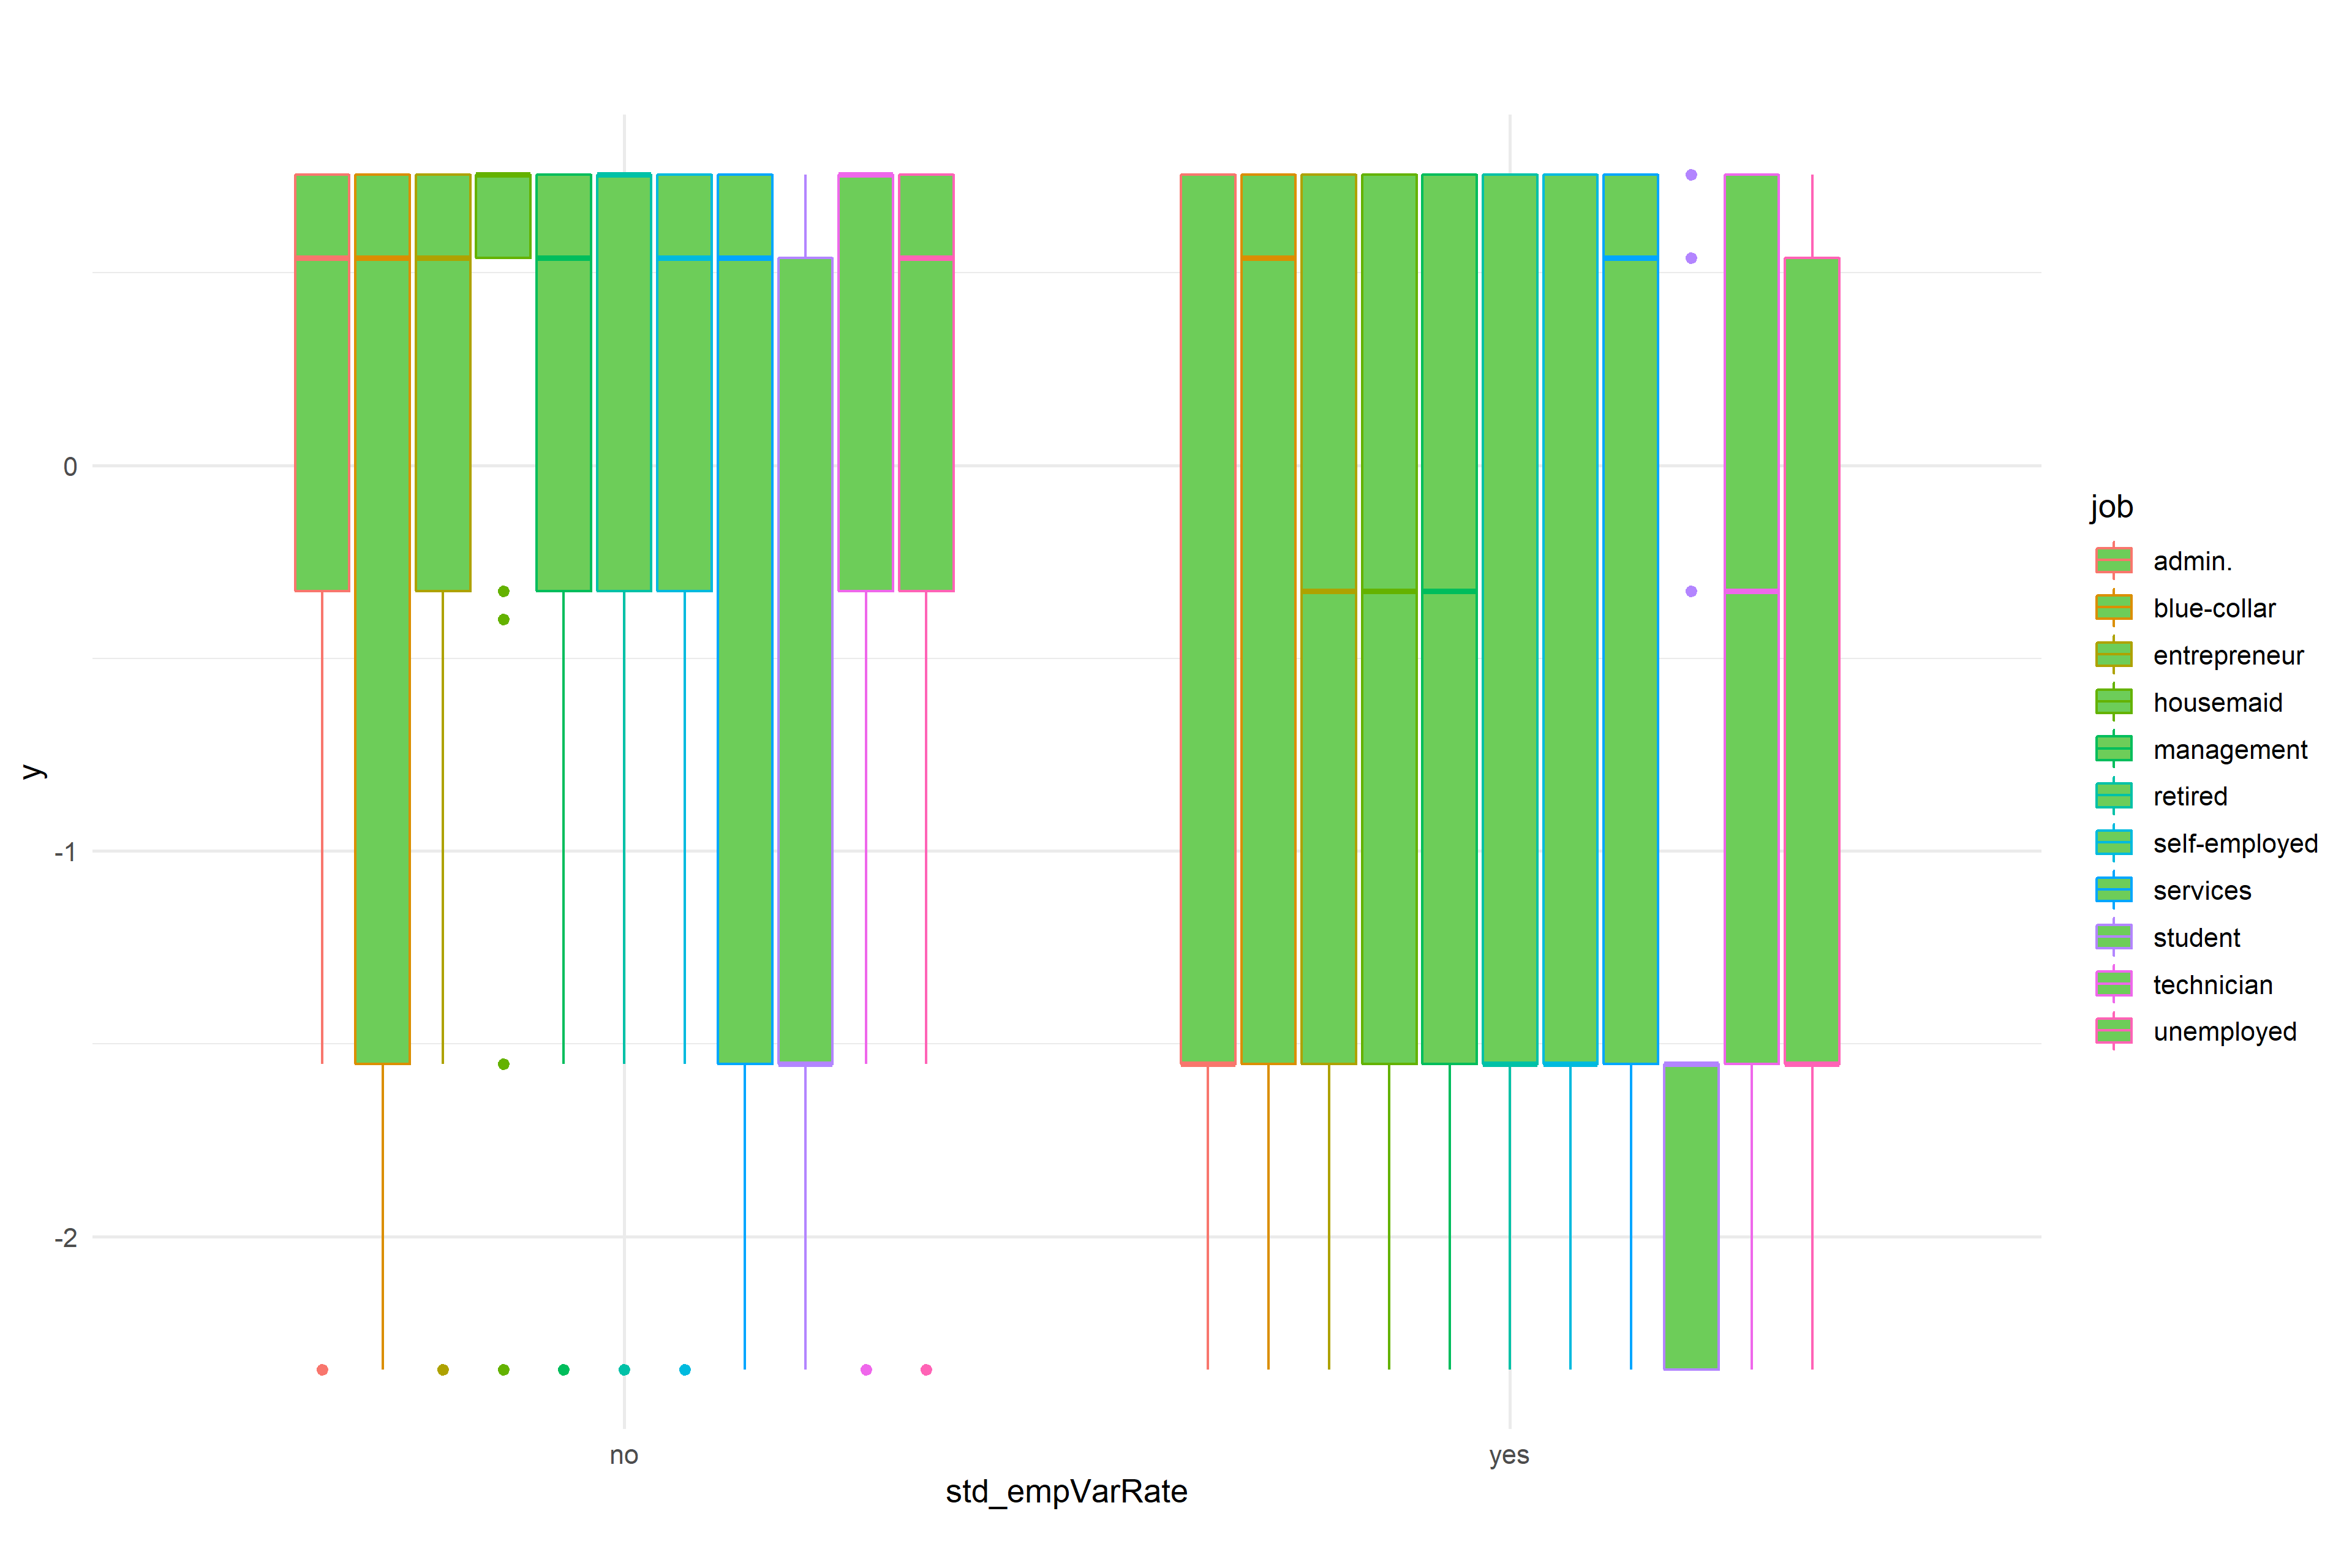 0
-1
-2
y
no
yes
std_empVarRate
job
admin.
blue-collar
entrepreneur
housemaid
management
retired
self-employed
services
student
technician
unemployed